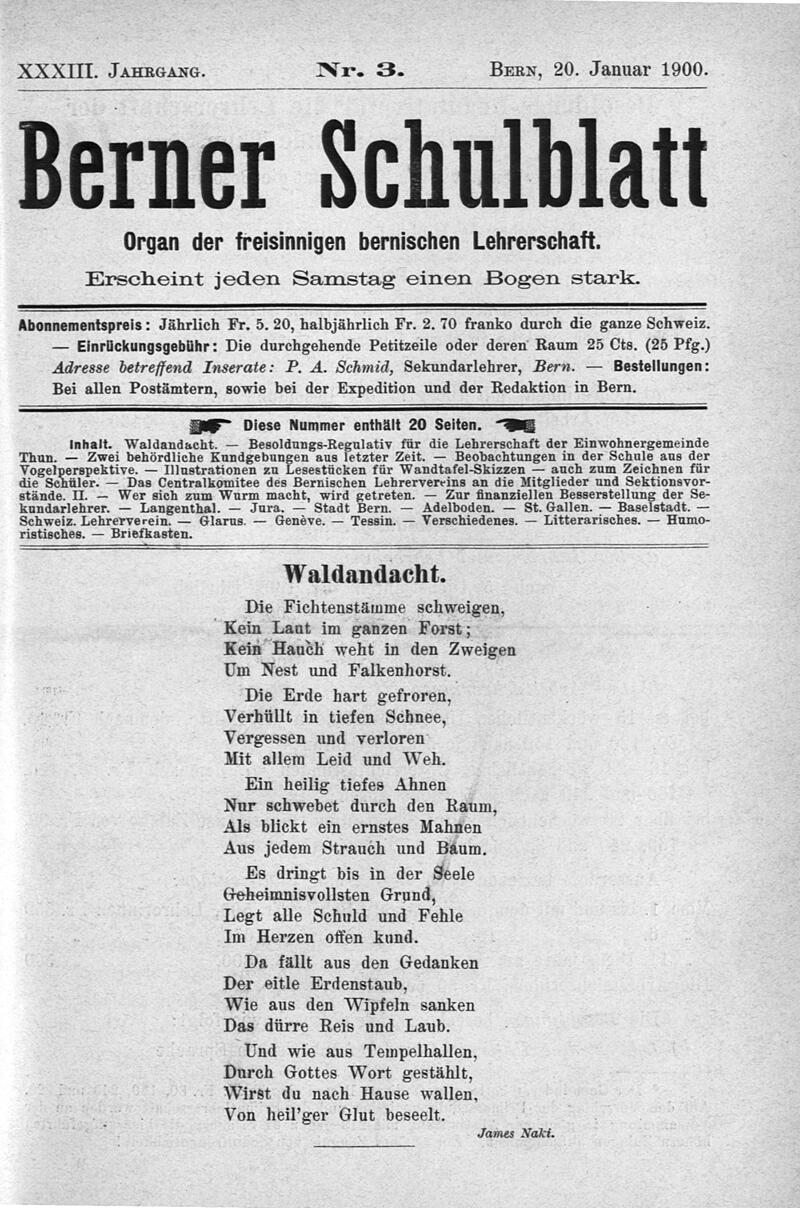 XXXIII. Jahrgang. Nr. 3. Bern, 20. Januar 1900.
Berner Schulblatt
Organ der freisinnigen bernischen Lehrerschaft.
Erscheint jeden Samstag einen Bogen stark.
Abonnementspreis: Jährlich Fr. 5. 20, halbjährlich Fr. 2. 70 franko durch die ganze Schweiz.
— Einrückungsgebühr: Die durchgehende Petitzeile oder deren Raum 25 Cts. (25 Pfg.)
Adresse betreffend Inserate: P. A. Schmid, Sekundarlehrer, Bern. — Bestellungen:
Bei allen Postämtern, sowie bei der Expedition und der Redaktion in Bern.
Diese Nummer enthält 20 Seiten.
Inhalt. Waldandacht. — Besoldungs-Regulativ für die Lehrerschaft der Einwohnergemeinde
Thun. — Zwei behördliche Kundgebungen aus letzter Zeit. — Beobachtungen in der Schule aus der
Vogelperspektive. — Illustrationen zu Lesestücken für Wandtafel-Skizzen — auch zum Zeichnen für
die Schüler. — Das Centralkomitee des Bernischen Lehrervereins an die Mitglieder und Sektionsvor-
stände. II. — Wer sich zum Wurm macht, wird getreten. — Zur finanziellen Besserstellung der Se-
kundarlehrer. — Langenthal. — Jura. — Stadt Bern. — Adelboden. — St. Gallen. — Baselstadt. —
Schweiz. Lehrerverein. — Glarus. — Genève. — Tessin. — Verschiedenes. — Litterarisches. — Humo-
ristisches. — Briefkasten.
Waldandacht.
Die Fichtenstämme schweigen,
Kein Laut im ganzen Forst;
Kein Hauch weht in den Zweigen
Um Nest und Falkenhorst.
Die Erde hart gefroren,
Verhüllt in tiefen Schnee,
Vergessen und verloren
Mit allem Leid und Weh.
Ein heilig tiefes Ahnen
Nur schwebet durch den Raum,
Als blickt ein ernstes Mahnen
Aus jedem Strauch und Baum.
Es dringt bis in der Seele
Geheimnisvollsten Grund,
Legt alle Schuld und Fehle
Im Herzen offen kund.
Da fällt aus den Gedanken
Der eitle Erdenstaub,
Wie aus den Wipfeln sanken
Das dürre Reis und Laub.
Und wie aus Tempelhallen,
Durch Gottes Wort gestählt,
Wirst du nach Hause wallen,
Von heil'ger Glut beseelt.
James Naki.